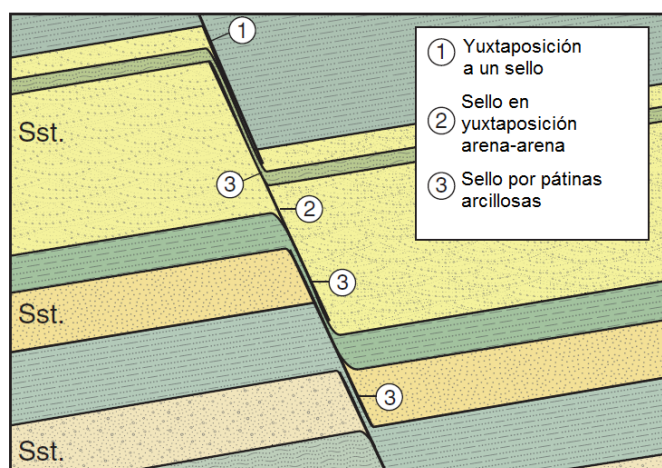 1 Yuxtaposición
a un sello
2 Sello en
yuxtaposición
arena-arena
3 Sello por pátinas
arcillosas
1
Sst.
3
2
3
Sst.
3
Sst.